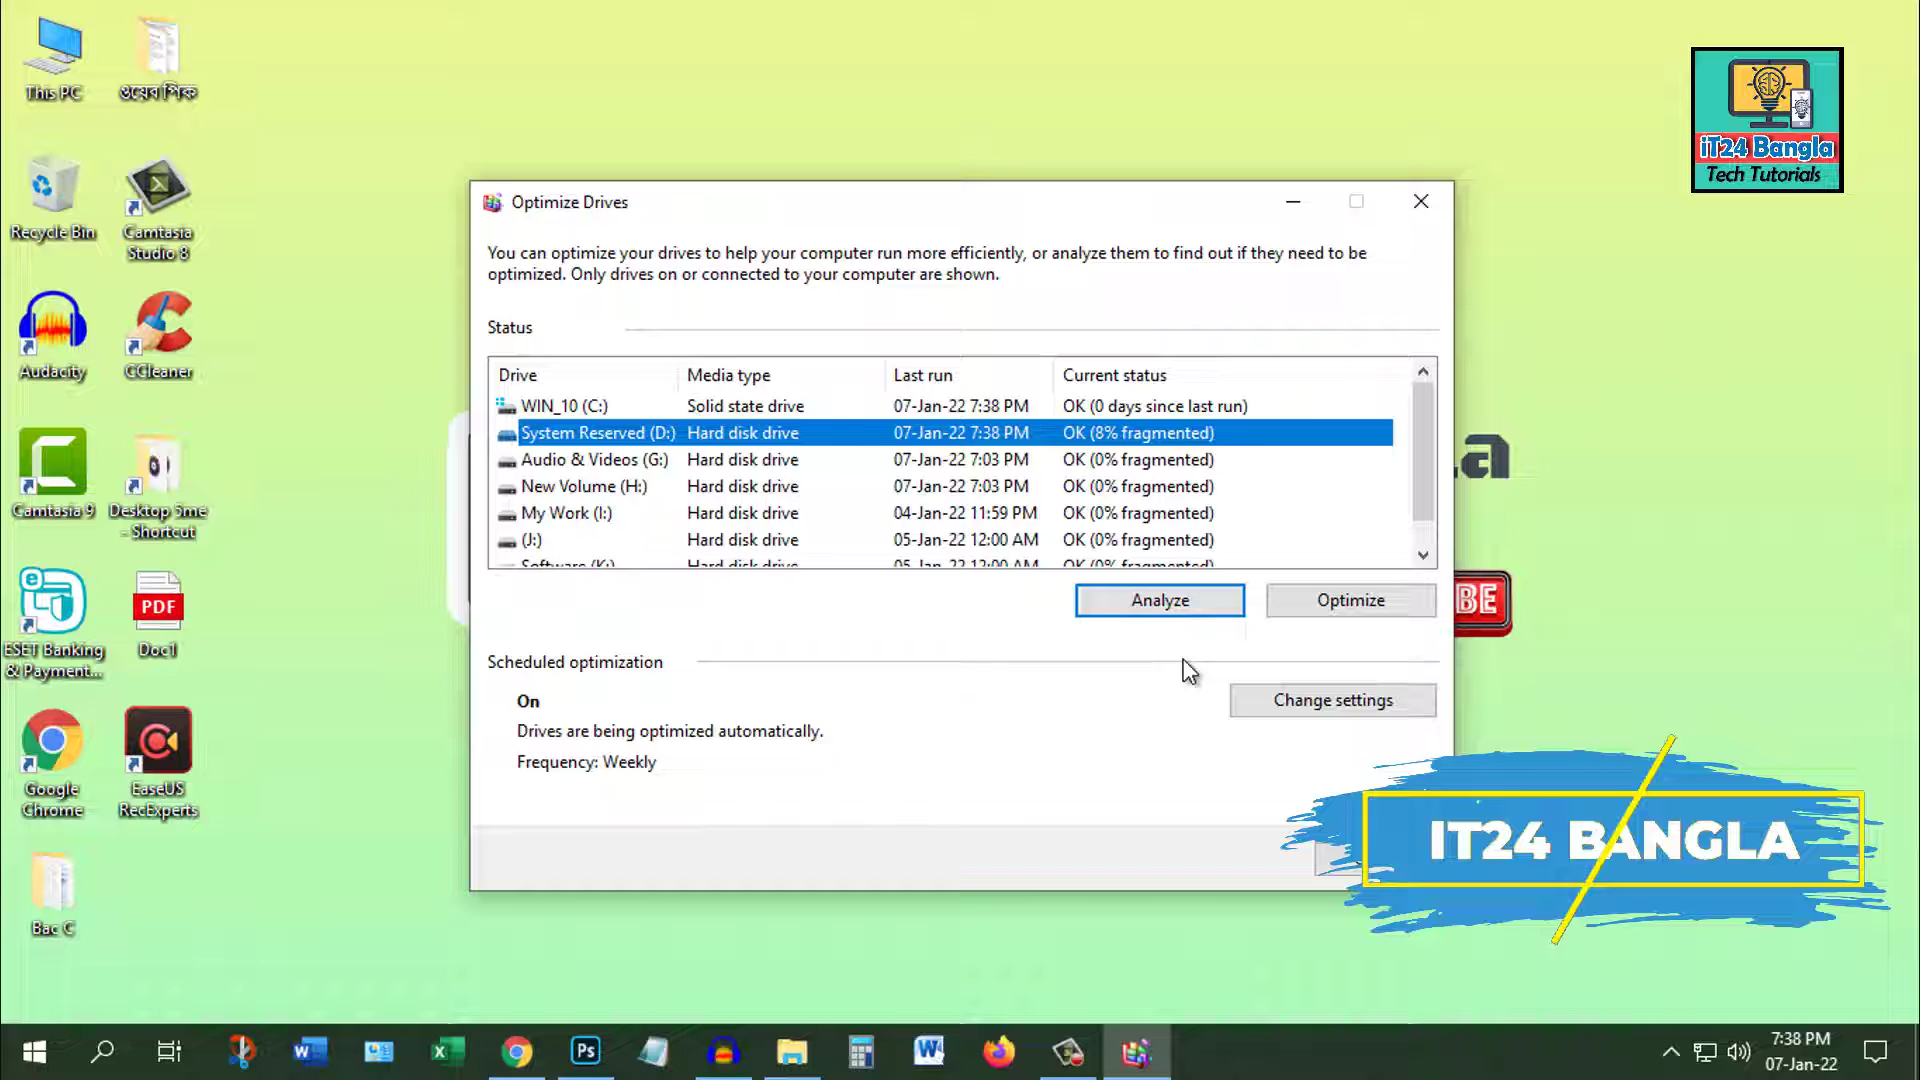 This PC
ওয়েব পিক
iT24 Bangla
Tech Tutorials
Recycle Bin
Camtasia
Studio 8
Audacity
CCleaner
Camtasia 9
Desktop 5me
- Shortcut
ESET Banking
& Payment...
PDF
Doc1
Google
Chrome
EaseUS
RecExperts
Bac C
Optimize Drives
You can optimize your drives to help your computer run more efficiently, or analyze them to find out if they need to be
optimized. Only drives on or connected to your computer are shown.
Status
Drive Media type Last run Current status
WIN_10 (C:) Solid state drive 07-Jan-22 7:38 PM OK (0 days since last run)
System Reserved (D:) Hard disk drive 07-Jan-22 7:38 PM OK (8% fragmented)
Audio & Videos (G:) Hard disk drive 07-Jan-22 7:03 PM OK (0% fragmented)
New Volume (H:) Hard disk drive 07-Jan-22 7:03 PM OK (0% fragmented)
My Work (I:) Hard disk drive 04-Jan-22 11:59 PM OK (0% fragmented)
(J:) Hard disk drive 05-Jan-22 12:00 AM OK (0% fragmented)
Software (K:) Hard disk drive 05-Jan-22 12:00 AM OK (0% fragmented)
Analyze Optimize
Scheduled optimization
On
Change settings
Drives are being optimized automatically.
Frequency: Weekly
la
BE
IT24 BANGLA
Ps
7:38 PM
07-Jan-22